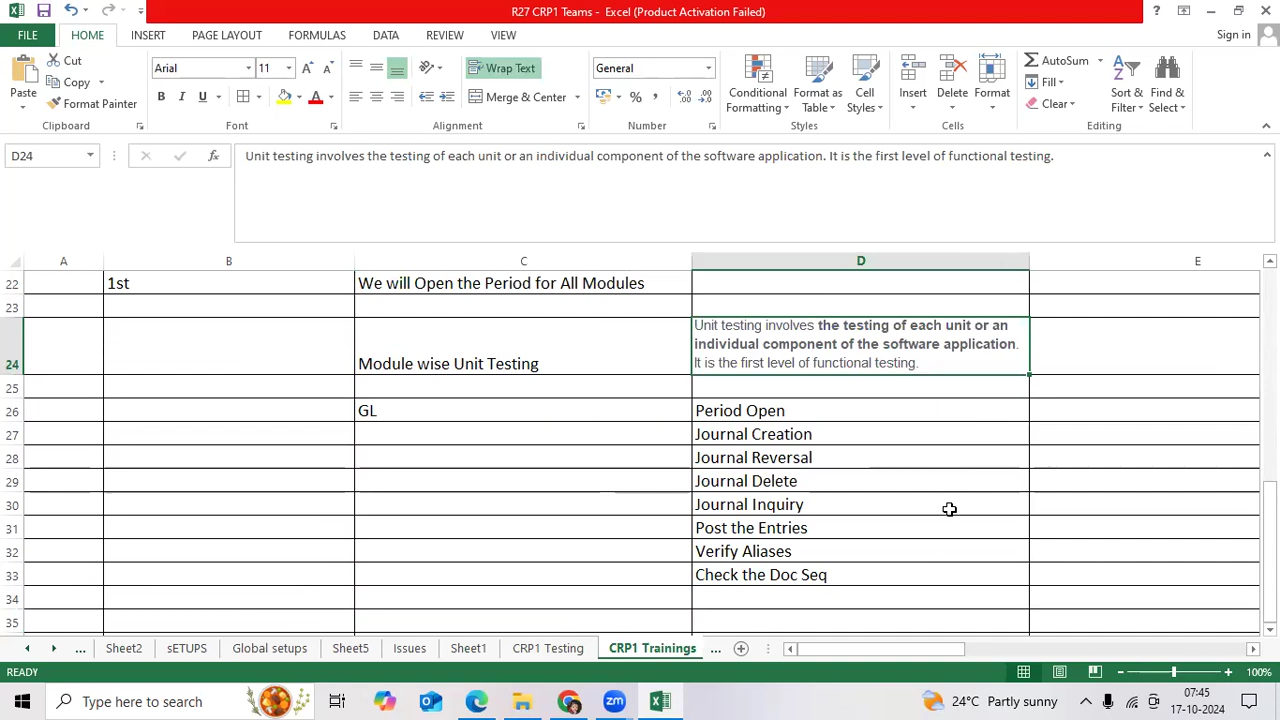 R27 CRP1 Teams - Excel (Product Activation Failed)
FILE HOME INSERT PAGE LAYOUT FORMULAS DATA REVIEW VIEW Sign in
Paste Cut Copy Format Painter Clipboard
Arial 11 B I U A Font
Wrap Text Merge & Center Alignment
General % , Number
Conditional Formatting Format as Table Cell Styles Styles
Insert Delete Format Cells
AutoSum Fill Clear Sort & Filter Find & Select Editing
D24 fx Unit testing involves the testing of each unit or an individual component of the software application. It is the first level of functional testing.
A B C D E
22 1st We will Open the Period for All Modules
23
24 Module wise Unit Testing Unit testing involves the testing of each unit or an
individual component of the software application.
It is the first level of functional testing.
25
26 GL Period Open
27 Journal Creation
28 Journal Reversal
29 Journal Delete
30 Journal Inquiry
31 Post the Entries
32 Verify Aliases
33 Check the Doc Seq
34
35
... Sheet2 sETUPS Global setups Sheet5 Issues Sheet1 CRP1 Testing CRP1 Trainings ...
READY 100%
Type here to search zm 24°C Partly sunny 07:45
17-10-2024